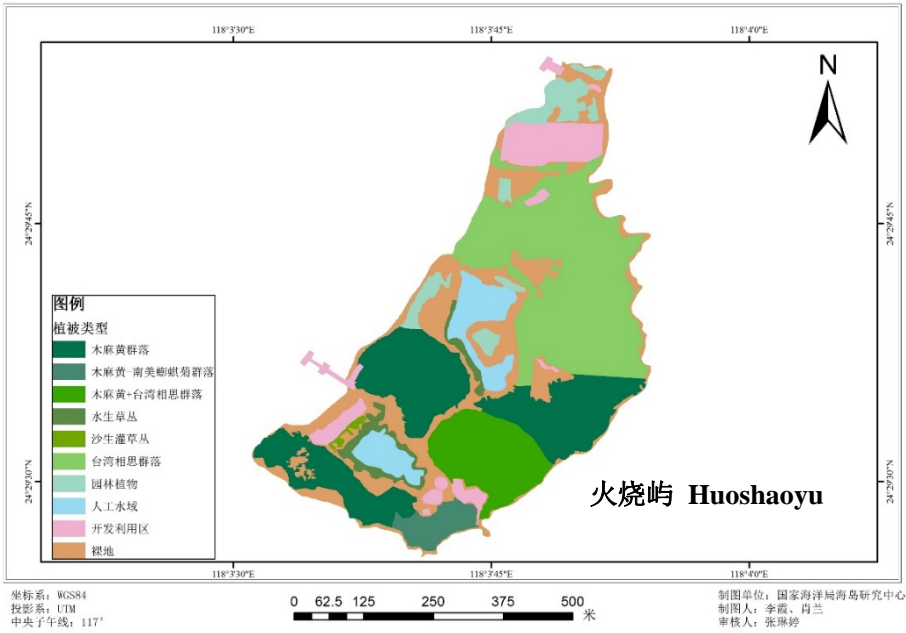 118°3′30″E 118°3′45″E 118°4′0″E
N
24°29′45″N 24°29′45″N
图例
植被类型
木麻黄群落
木麻黄-南美蟛蜞菊群落
木麻黄+台湾相思群落
水生草丛
沙生灌草丛
台湾相思群落
园林植物
人工水域
开发利用区
裸地
24°29′30″N 24°29′30″N
火烧屿 Huoshaoyu
118°3′30″E 118°3′45″E 118°4′0″E
坐标系：WGS84
投影系：UTM
中央子午线：117°
0 62.5 125 250 375 500
米
制图单位：国家海洋局海岛研究中心
制图人：李霞、肖兰
审核人：张琳婷